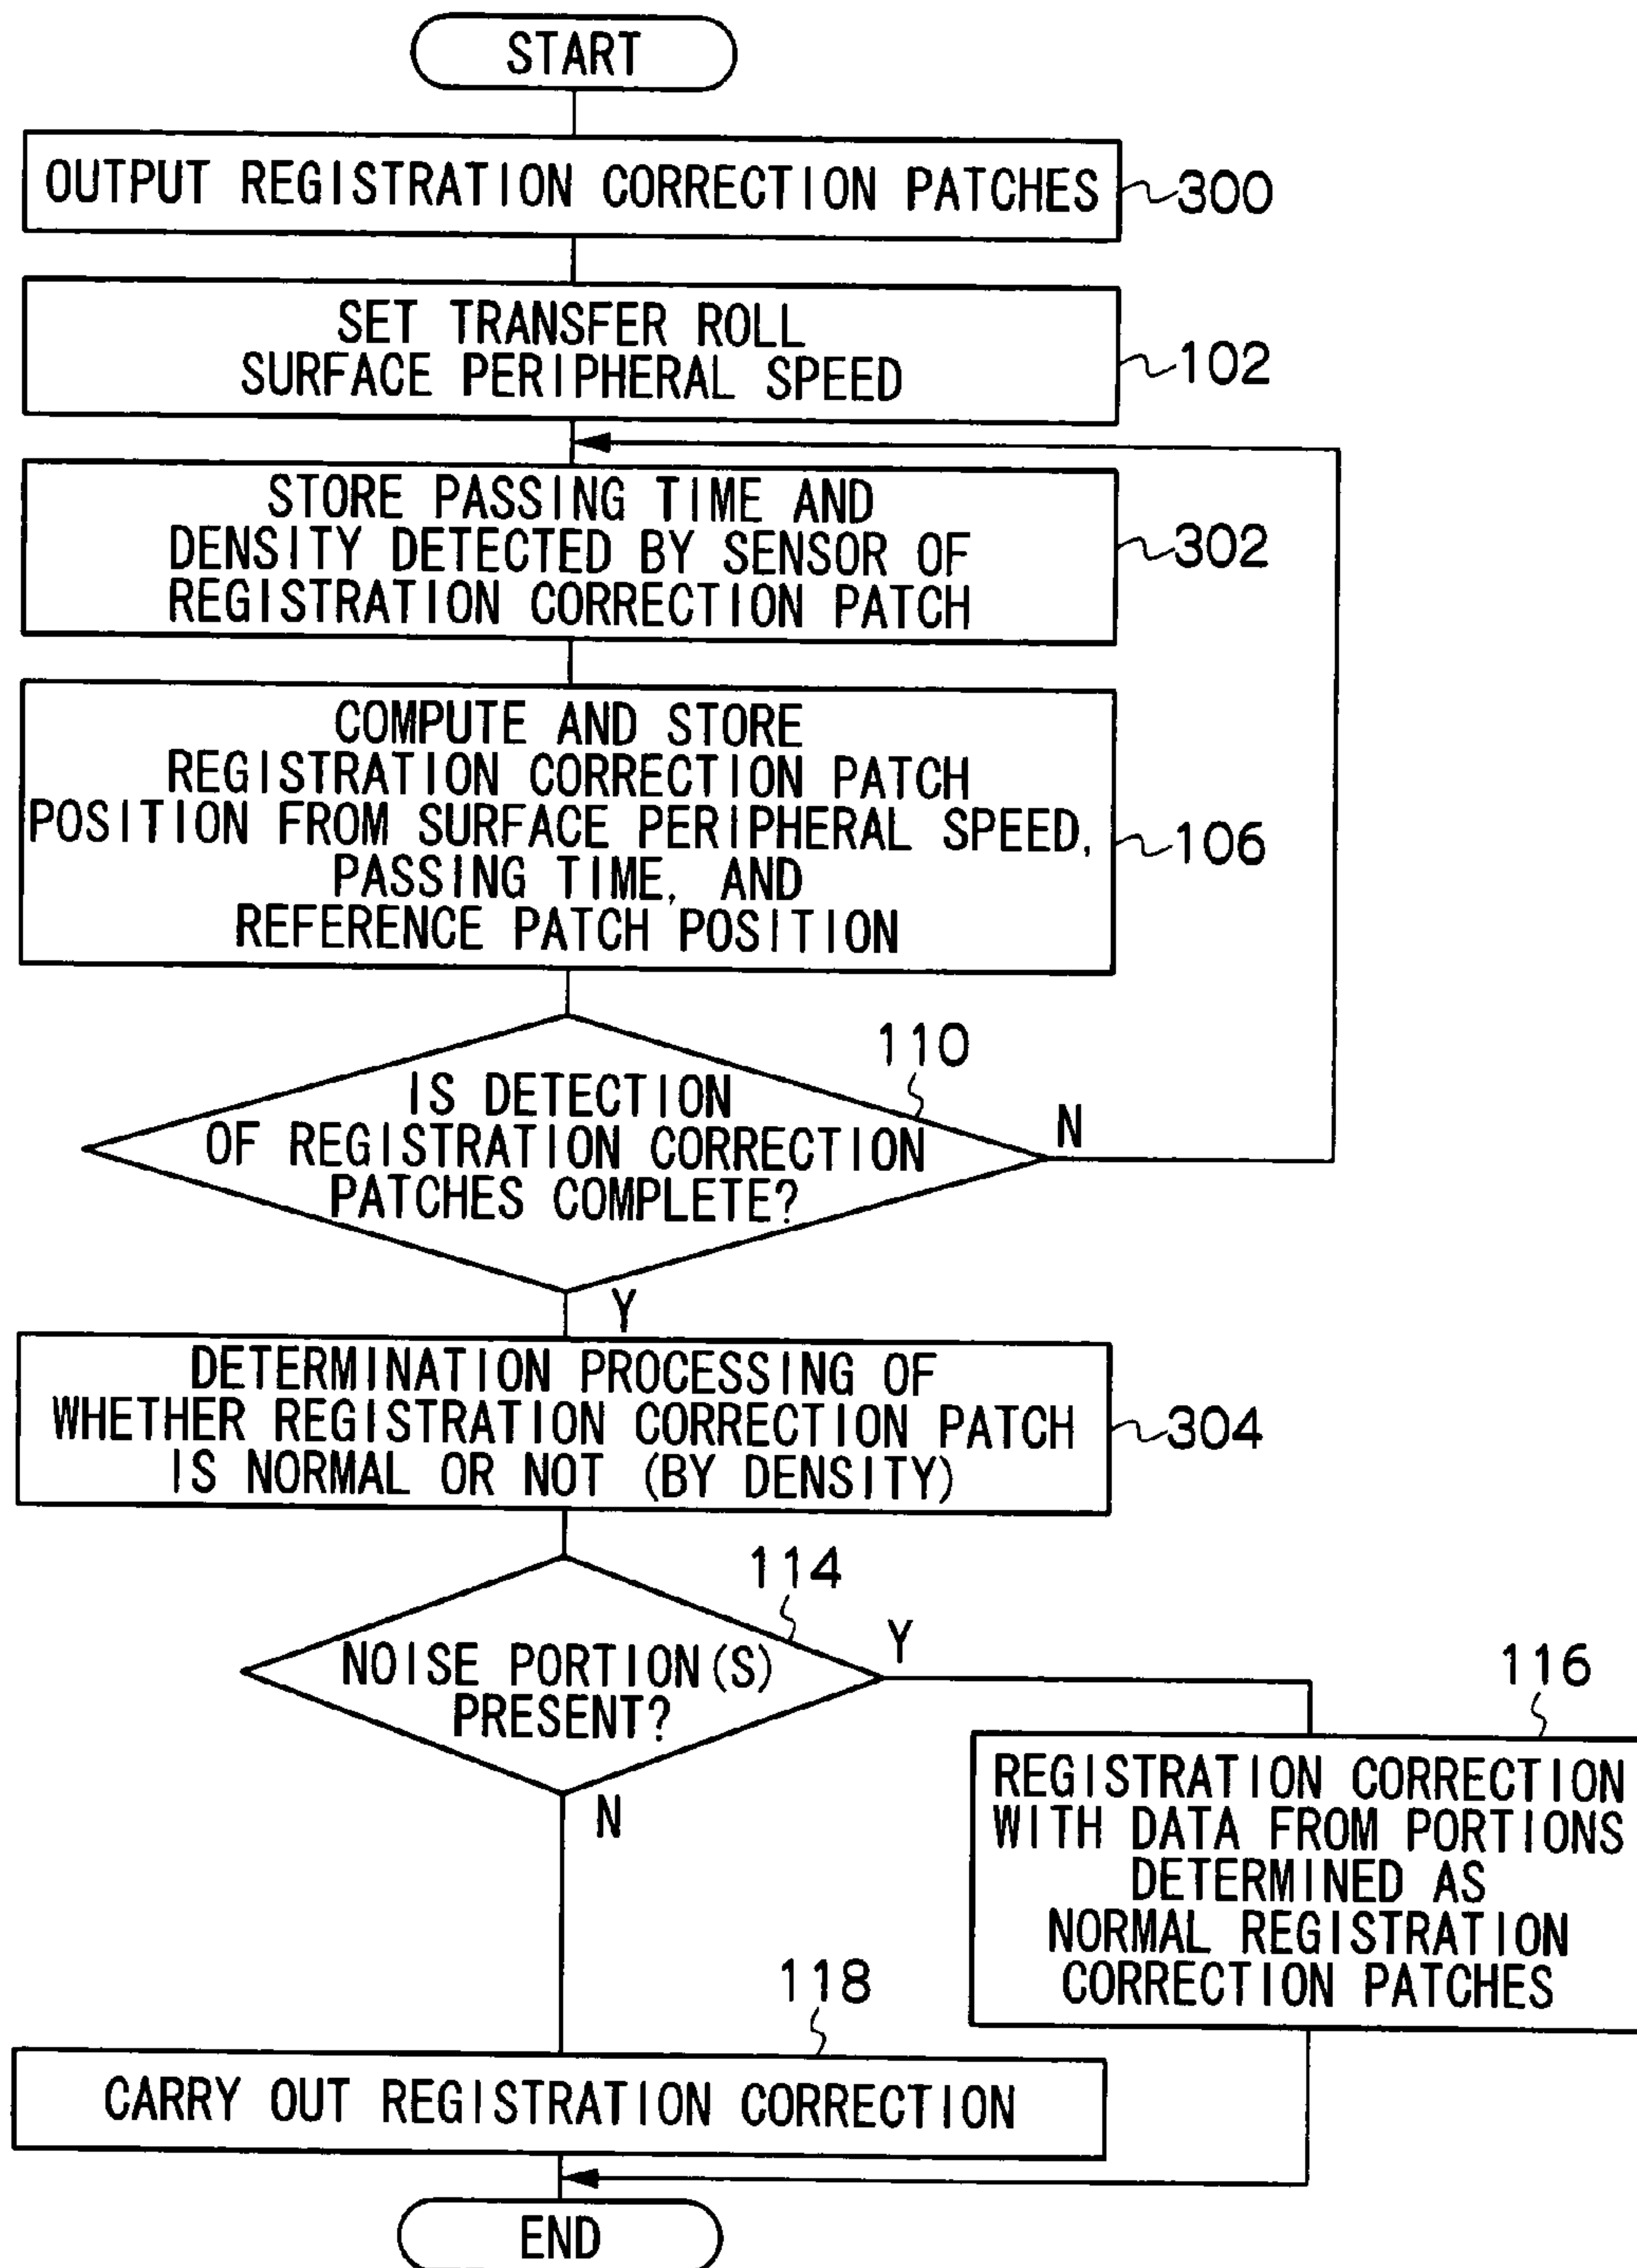 START
OUTPUT REGISTRATION CORRECTION PATCHES
300
SET TRANSFER ROLL
SURFACE PERIPHERAL SPEED
102
STORE PASSING TIME AND
DENSITY DETECTED BY SENSOR OF
REGISTRATION CORRECTION PATCH
302
COMPUTE AND STORE
REGISTRATION CORRECTION PATCH
POSITION FROM SURFACE PERIPHERAL SPEED,
PASSING TIME, AND
REFERENCE PATCH POSITION
106
110
IS DETECTION
OF REGISTRATION CORRECTION
PATCHES COMPLETE?
N
Y
DETERMINATION PROCESSING OF
WHETHER REGISTRATION CORRECTION PATCH
IS NORMAL OR NOT (BY DENSITY)
304
114
NOISE PORTION(S)
PRESENT?
Y
N
116
REGISTRATION CORRECTION
WITH DATA FROM PORTIONS
DETERMINED AS
NORMAL REGISTRATION
CORRECTION PATCHES
118
CARRY OUT REGISTRATION CORRECTION
END